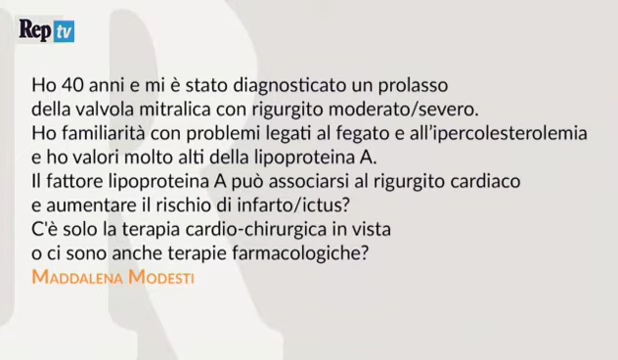 Rep tv
Ho 40 anni e mi è stato diagnosticato un prolasso
della valvola mitralica con rigurgito moderato/severo.
Ho familiarità con problemi legati al fegato e all'ipercolesterolemia
e ho valori molto alti della lipoproteina A.
Il fattore lipoproteina A può associarsi al rigurgito cardiaco
e aumentare il rischio di infarto/ictus?
C'è solo la terapia cardio-chirurgica in vista
o ci sono anche terapie farmacologiche?
MADDALENA MODESTI